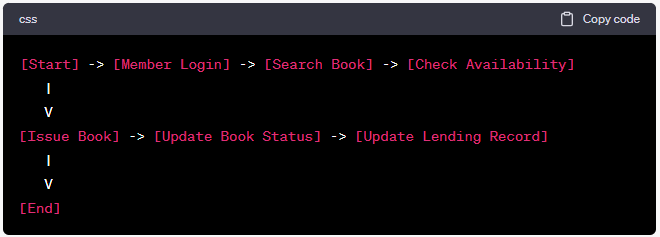 css Copy code
[Start] -> [Member Login] -> [Search Book] -> [Check Availability]
|
V
[Issue Book] -> [Update Book Status] -> [Update Lending Record]
|
V
[End]